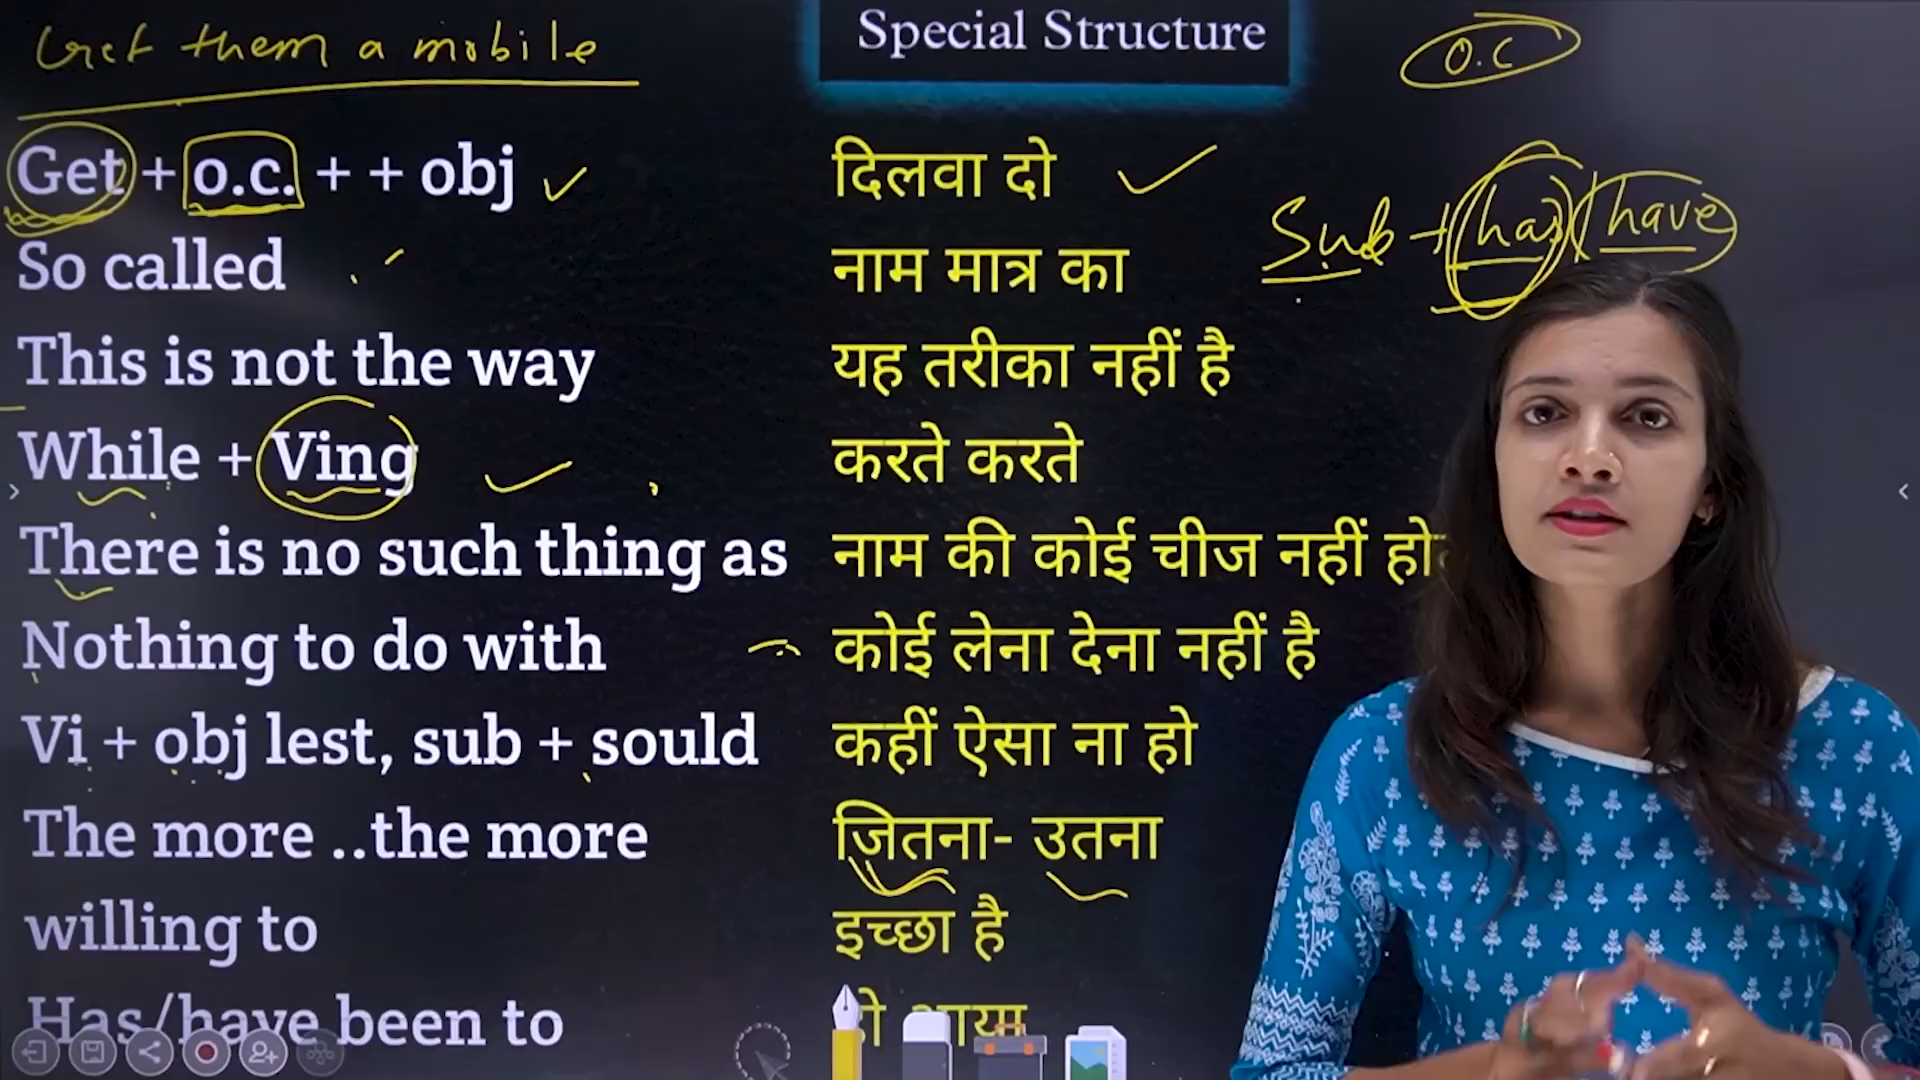 Get them a mobile
Special Structure
O.C
Get + o.c. + + obj
दिलवा दो
Sub + has/have
So called
नाम मात्र का
This is not the way
यह तरीका नहीं है
While + Ving
करते करते
There is no such thing as
नाम की कोई चीज नहीं
Nothing to do with
कोई लेना देना नहीं है
Vi + obj lest, sub + sould
कहीं ऐसा ना हो
The more ..the more
जितना- उतना
willing to
इच्छा है
Has/have been to